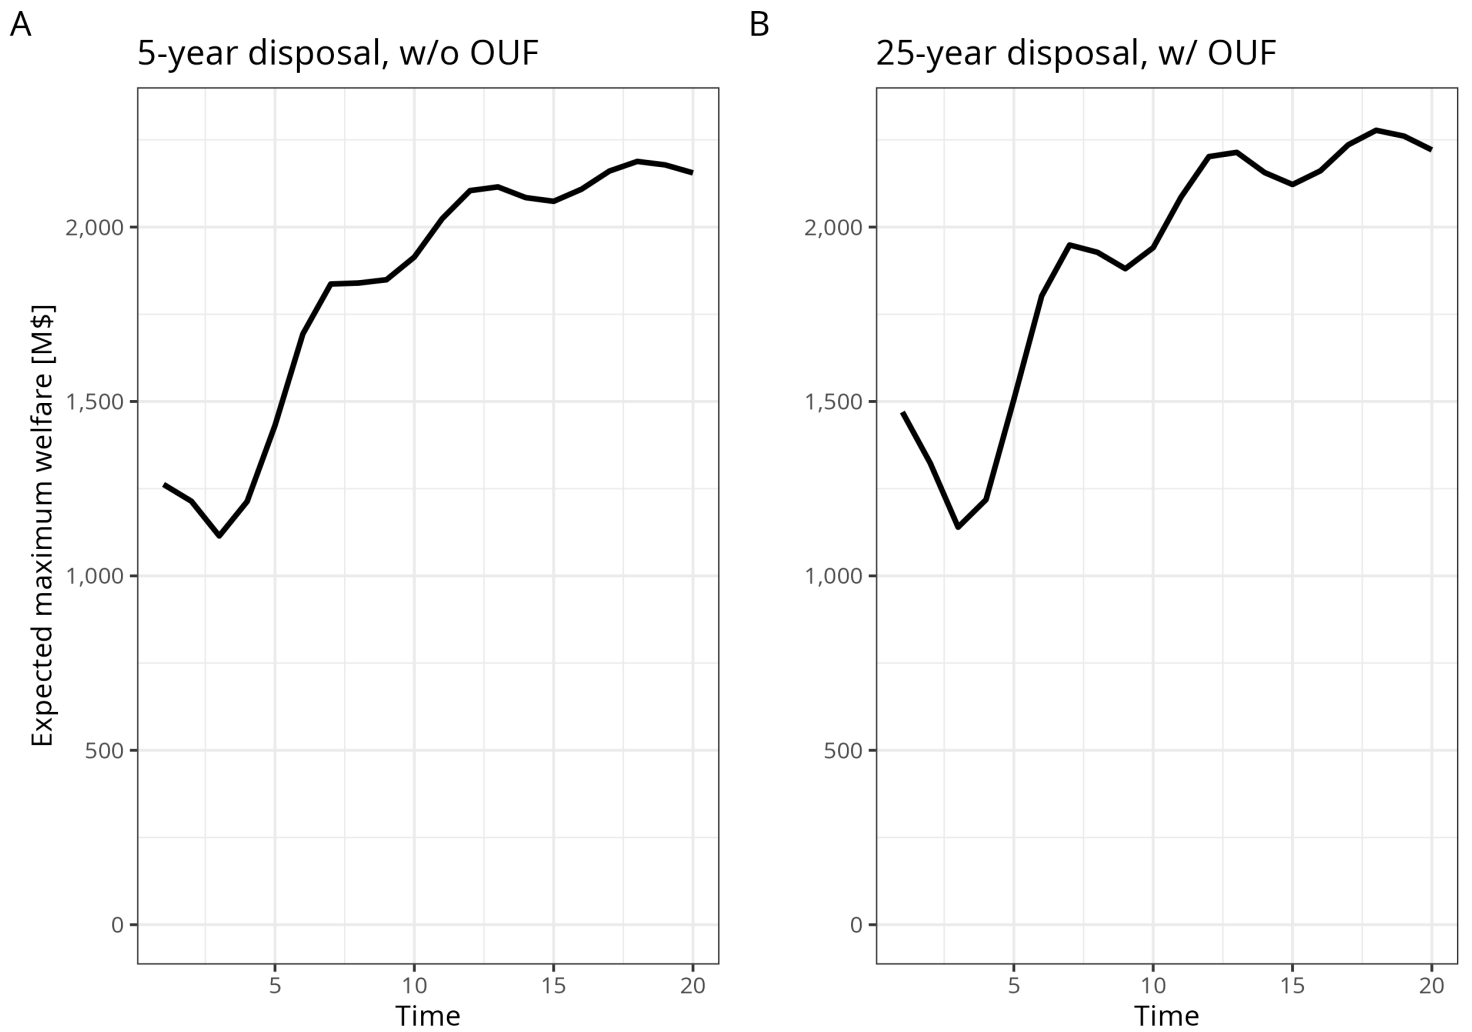 A
5-year disposal, w/o OUF
Expected maximum welfare [M$]
2,000
1,500
1,000
500
0
5 10 15 20
Time
B
25-year disposal, w/ OUF
2,000
1,500
1,000
500
0
5 10 15 20
Time